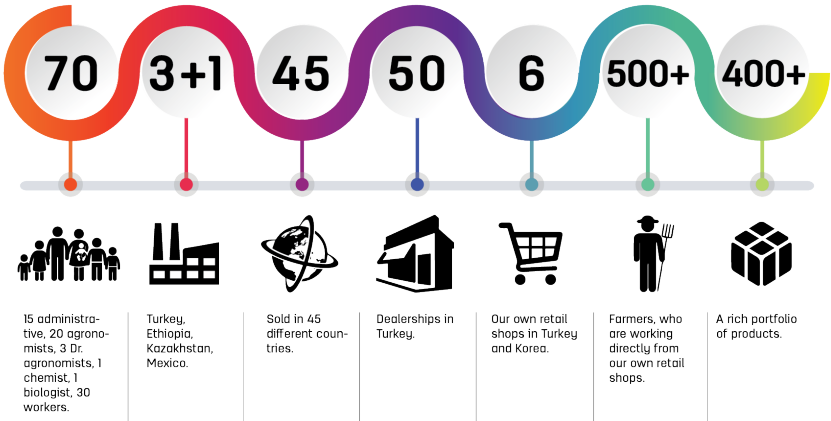 70
3+1
45
50
6
500+
400+
15 administra-
tive, 20 agrono-
mists, 3 Dr.
agronomists, 1
chemist, 1
biologist, 30
workers.
Turkey,
Ethiopia,
Kazakhstan,
Mexico.
Sold in 45
different coun-
tries.
Dealerships in
Turkey.
Our own retail
shops in Turkey
and Korea.
Farmers, who
are working
directly from
our own retail
shops.
A rich portfolio
of products.